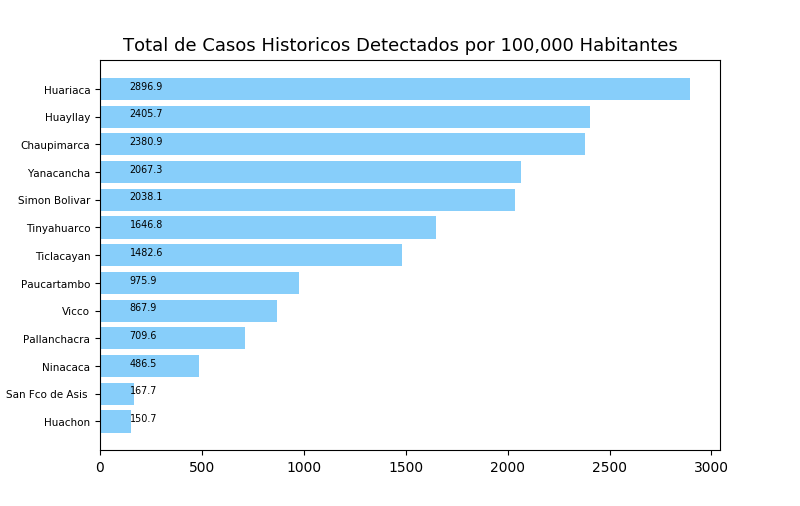 Total de Casos Historicos Detectados por 100,000 Habitantes
Huariaca 2896.9
Huayllay 2405.7
Chaupimarca 2380.9
Yanacancha 2067.3
Simon Bolivar 2038.1
Tinyahuarco 1646.8
Ticlacayan 1482.6
Paucartambo 975.9
Vicco 867.9
Pallanchacra 709.6
Ninacaca 486.5
San Fco de Asis 167.7
Huachon 150.7
0 500 1000 1500 2000 2500 3000